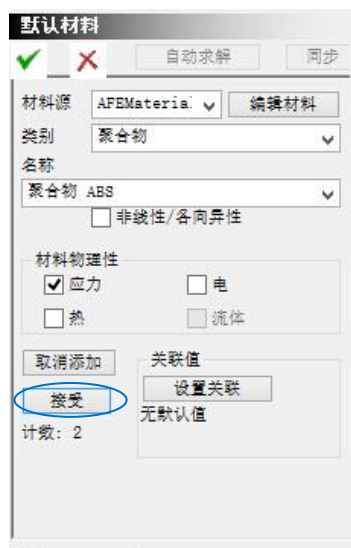 默认材料
自动求解 同步
材料源 AFEMateria. 编辑材料
类别 聚合物
名称
聚合物 ABS
非线性/各向异性
材料物理性
应力 电
热 流体
取消添加 关联值
接受 设置关联
无默认值
计数: 2